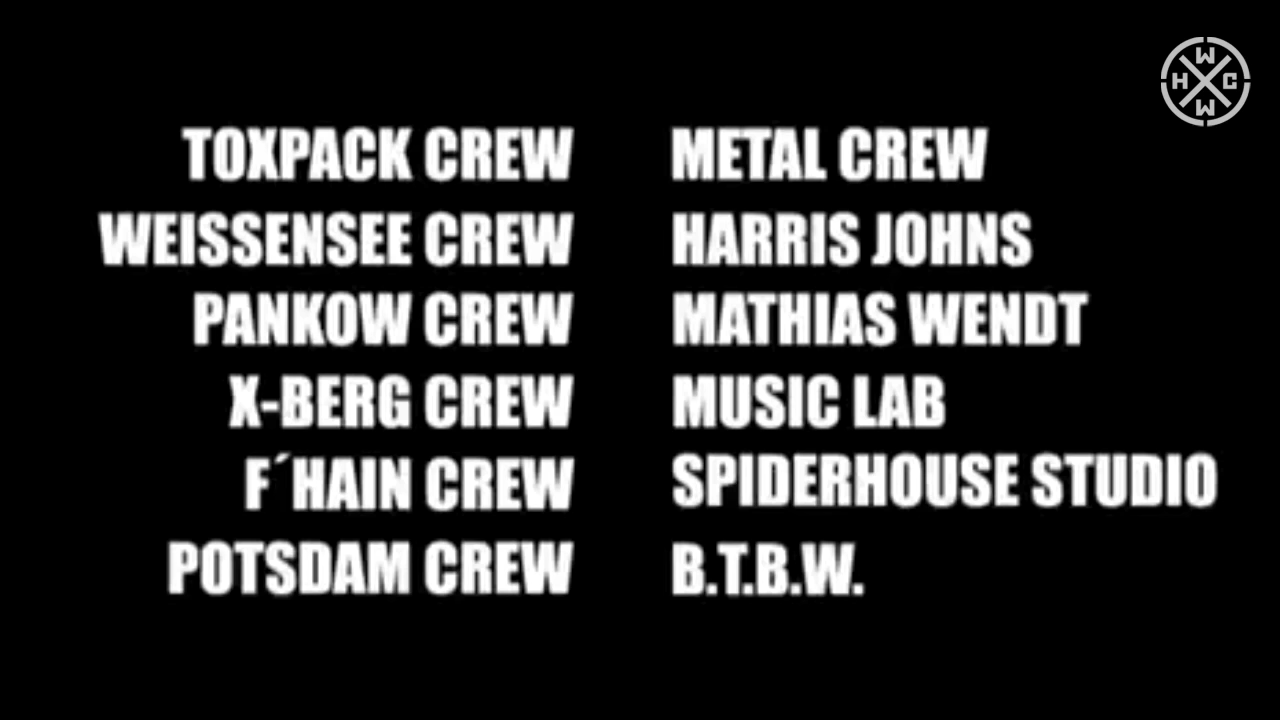 TOXPACK CREW
WEISSENSEE CREW
PANKOW CREW
X-BERG CREW
F´HAIN CREW
POTSDAM CREW
METAL CREW
HARRIS JOHNS
MATHIAS WENDT
MUSIC LAB
SPIDERHOUSE STUDIO
B.T.B.W.
W
H C
W